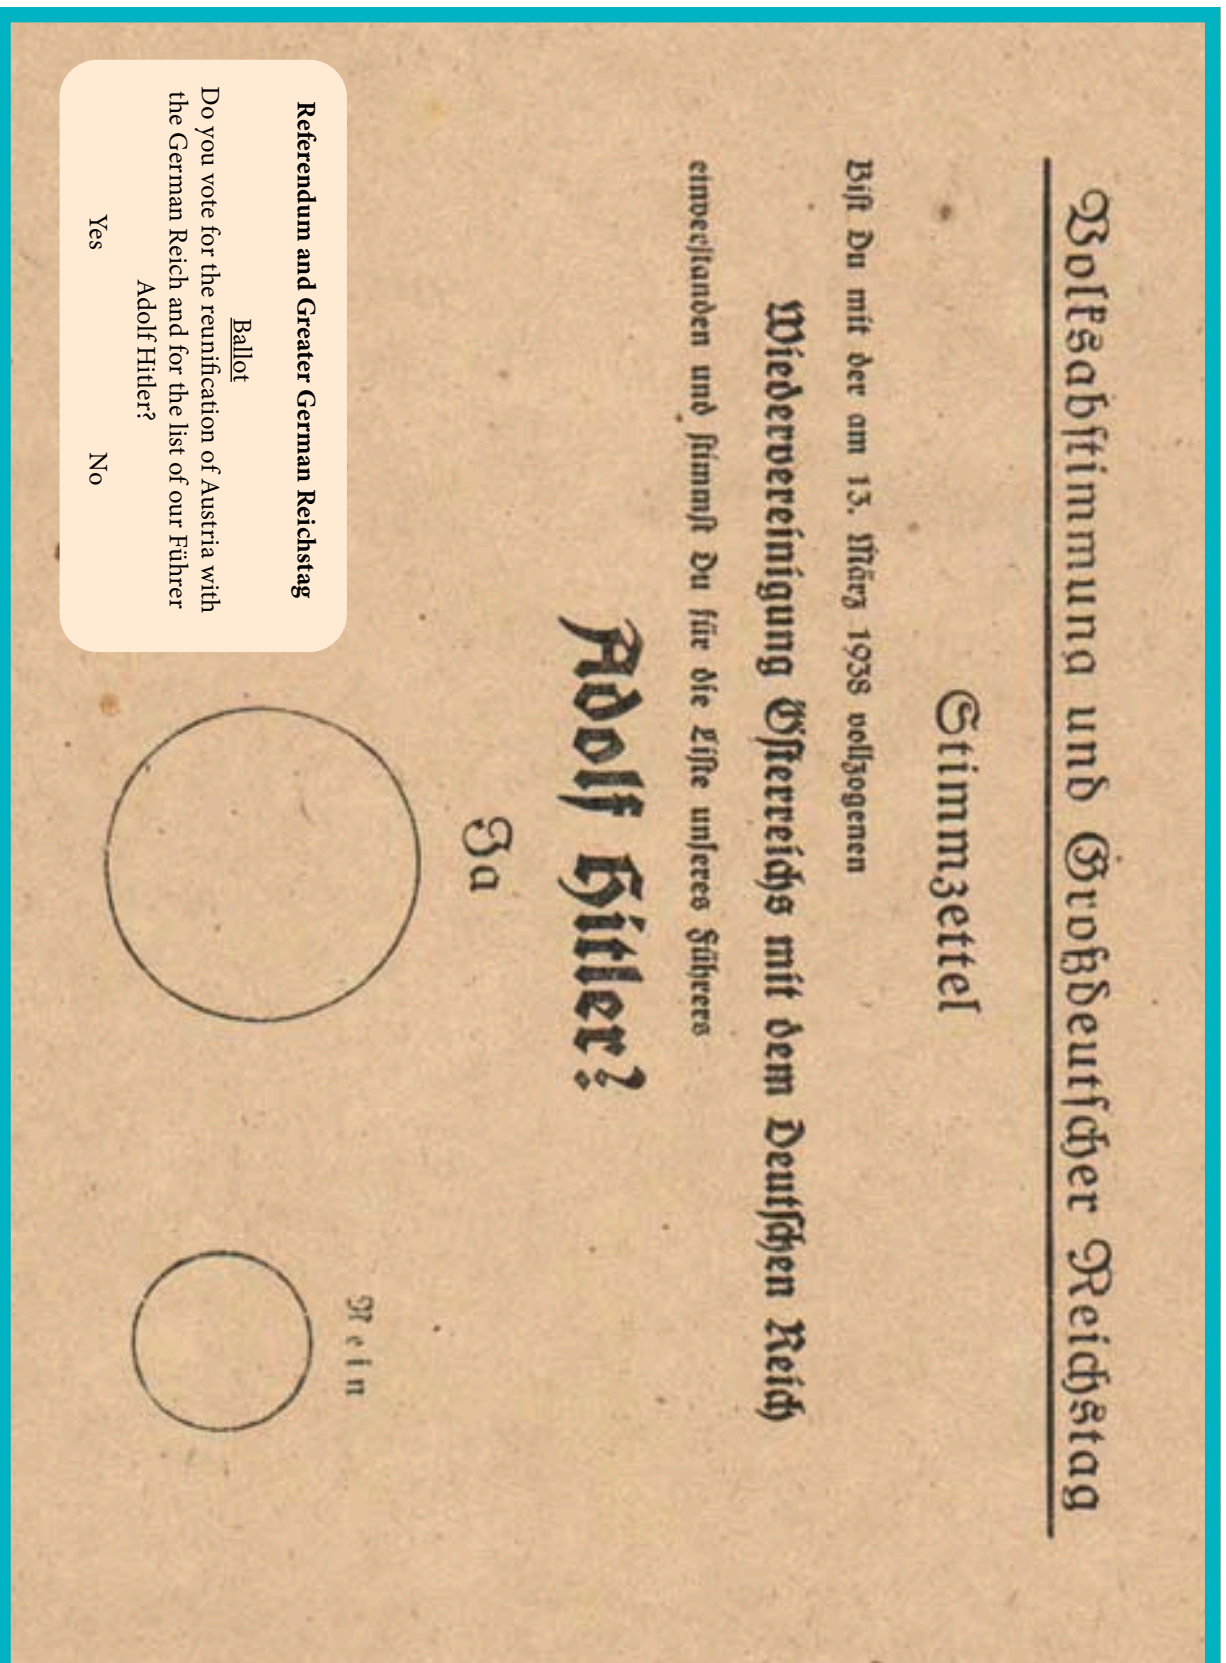 Volksabstimmung und Großdeutscher Reichstag
Stimmzettel
Bist Du mit der am 13. März 1938 vollzogenen
Wiedervereinigung Österreichs mit dem Deutschen Reich
einverstanden und stimmst Du für die Liste unseres Führers
Adolf Hitler?
Ja
Nein
Referendum and Greater German Reichstag
Ballot
Do you vote for the reunification of Austria with
the German Reich and for the list of our Führer
Adolf Hitler?
Yes No